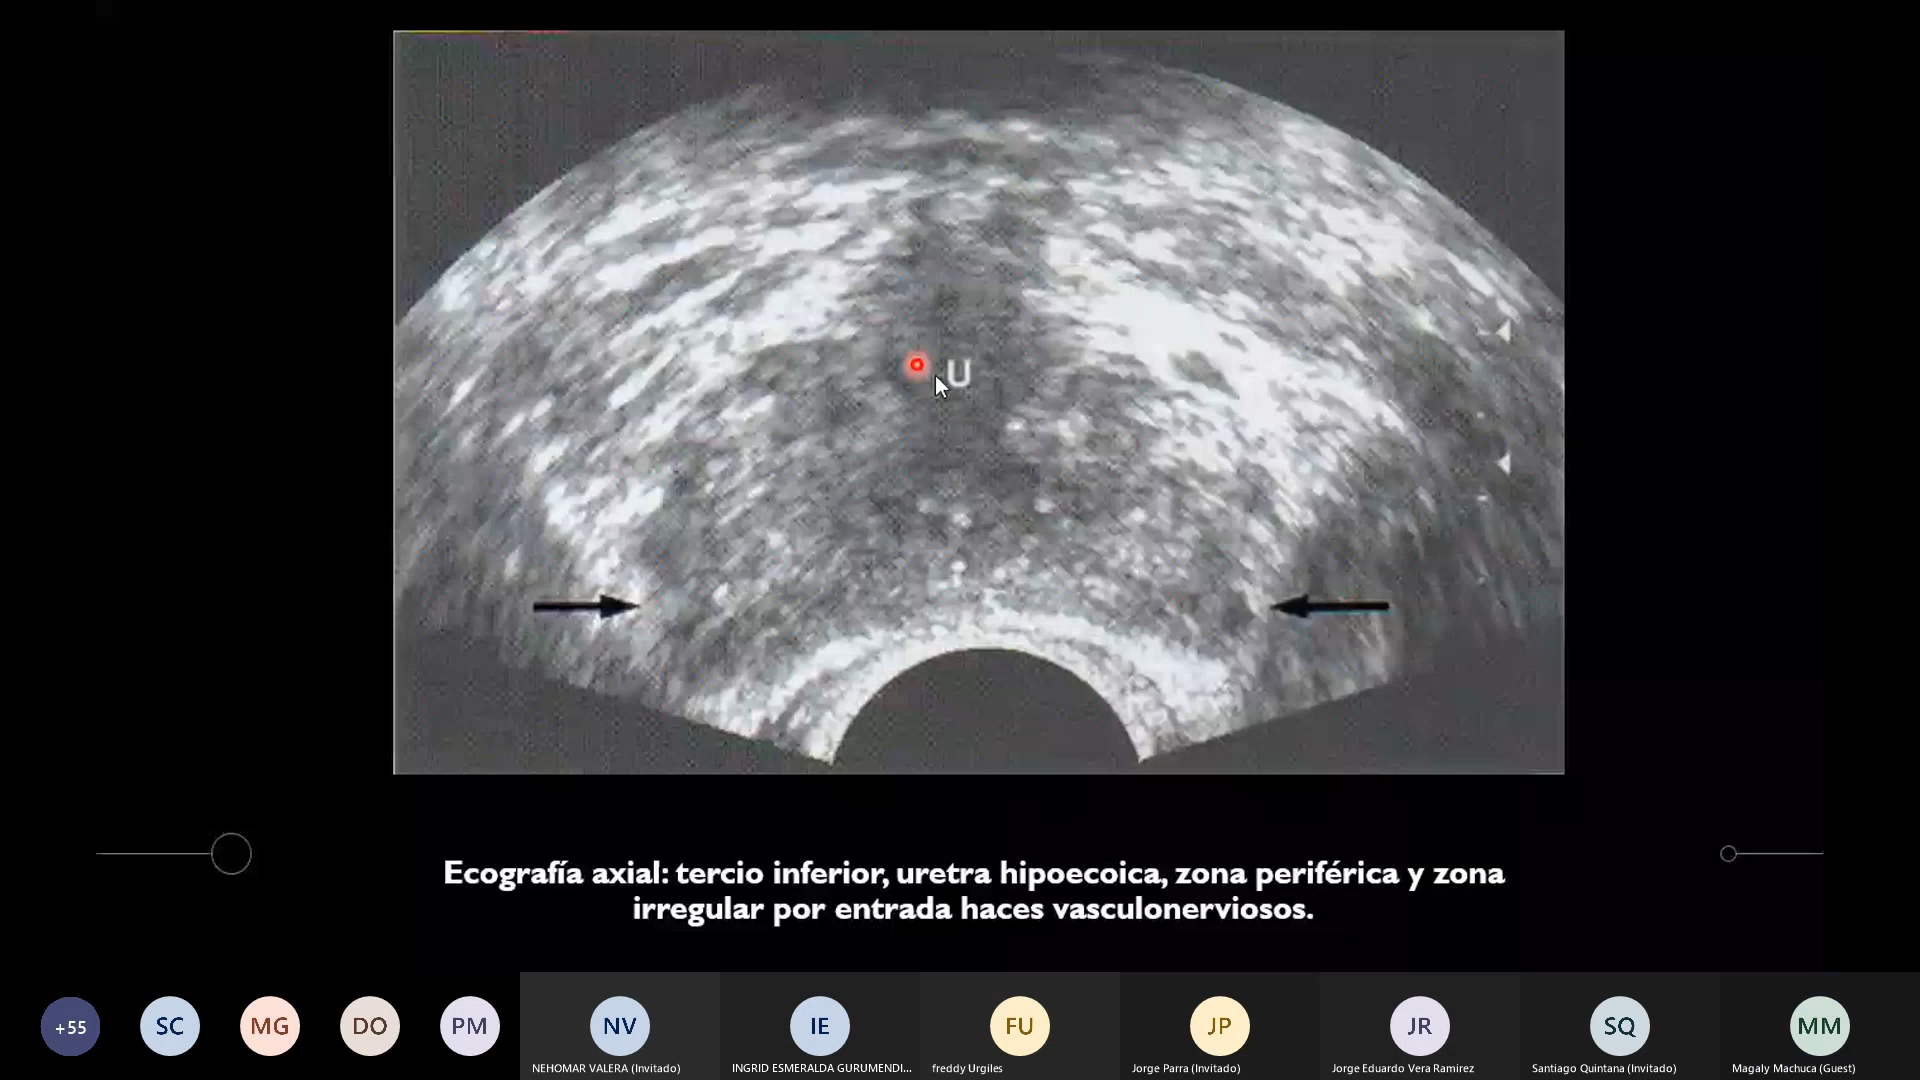 U
Ecografía axial: tercio inferior, uretra hipoecoica, zona periférica y zona
irregular por entrada haces vasculonerviosos.
+55
SC
MG
DO
PM
NV
IE
FU
JP
JR
SQ
MM
NEHOMAR VALERA (Invitado)
INGRID ESMERALDA GURUMENDI...
freddy Urgiles
Jorge Parra (Invitado)
Jorge Eduardo Vera Ramirez
Santiago Quintana (Invitado)
Magaly Machuca (Guest)